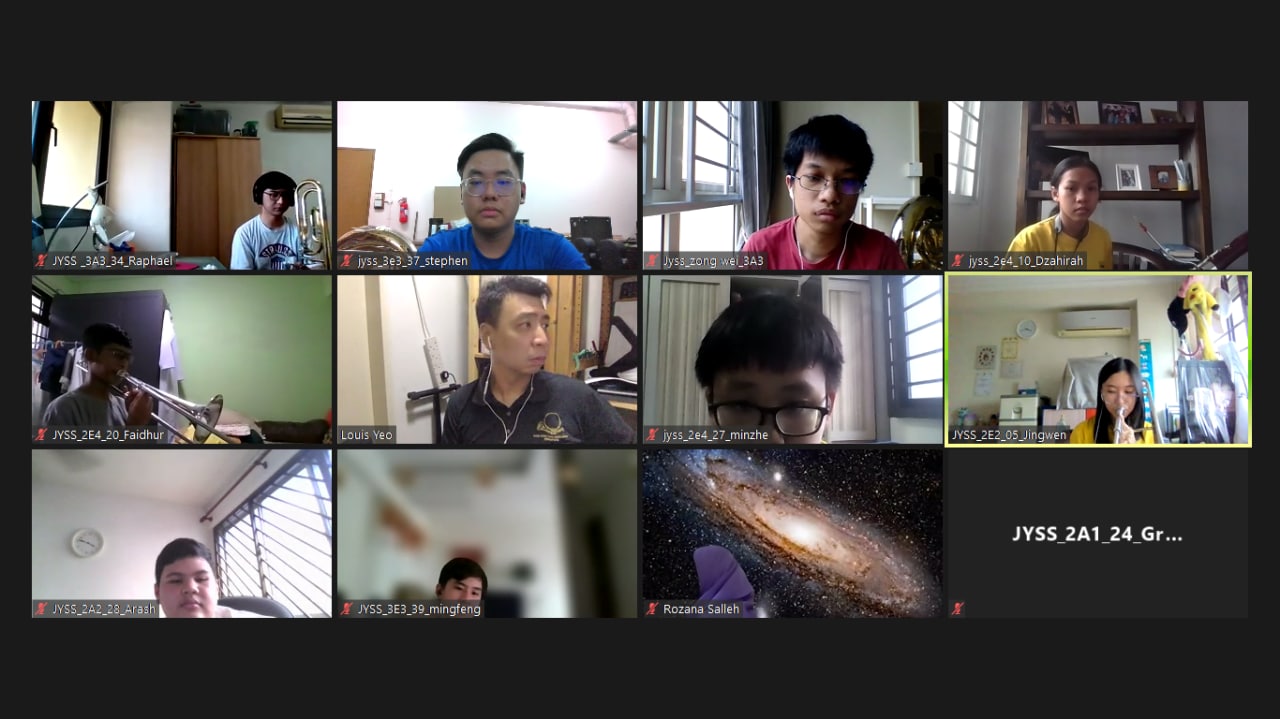 JYSS _3A3_34_Raphael
jyss_3e3_37_stephen
Jyss_zong wei_3A3
jyss_2e4_10_Dzahirah
JYSS_2E4_20_Faidhur
Louis Yeo
jyss_2e4_27_minzhe
JYSS_2E2_05_Jingwen
JYSS_2A2_28_Arash
JYSS_3E3_39_mingfeng
Rozana Salleh
JYSS_2A1_24_Gr...